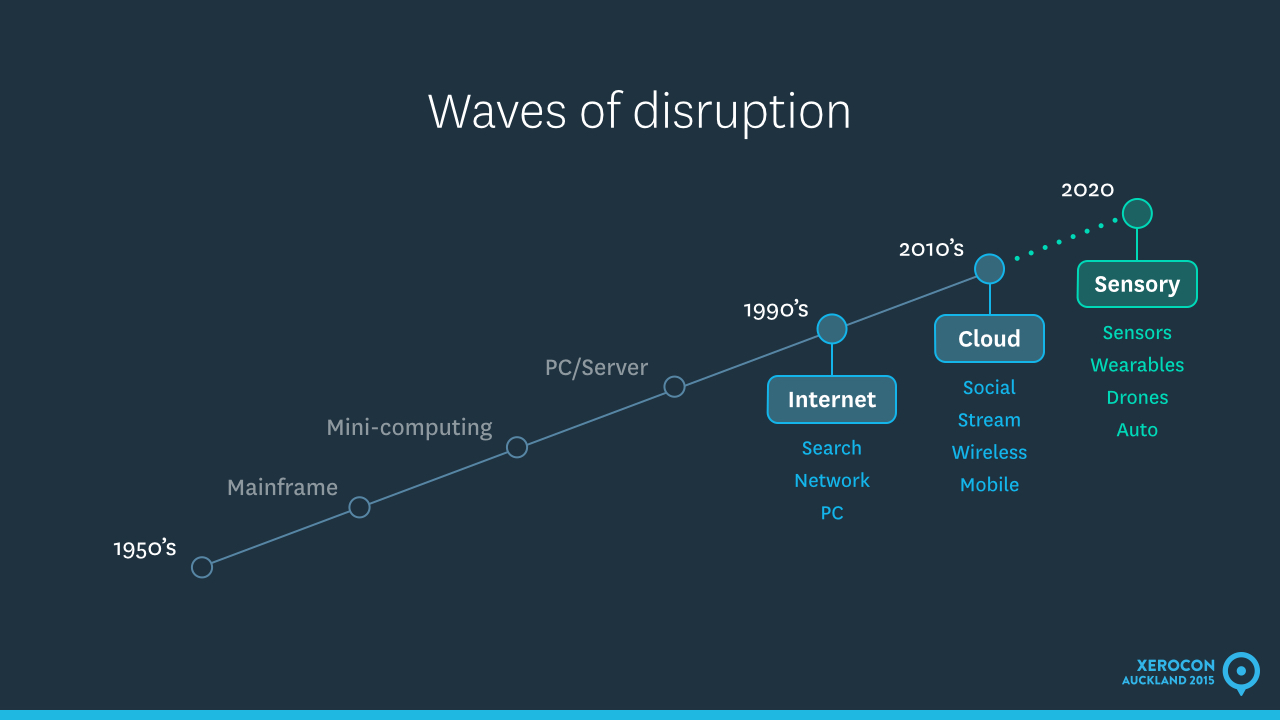 Waves of disruption
1950's
Mainframe
Mini-computing
PC/Server
1990's
Internet
Search
Network
PC
2010's
Cloud
Social
Stream
Wireless
Mobile
2020
Sensory
Sensors
Wearables
Drones
Auto
XEROCON
AUCKLAND 2015